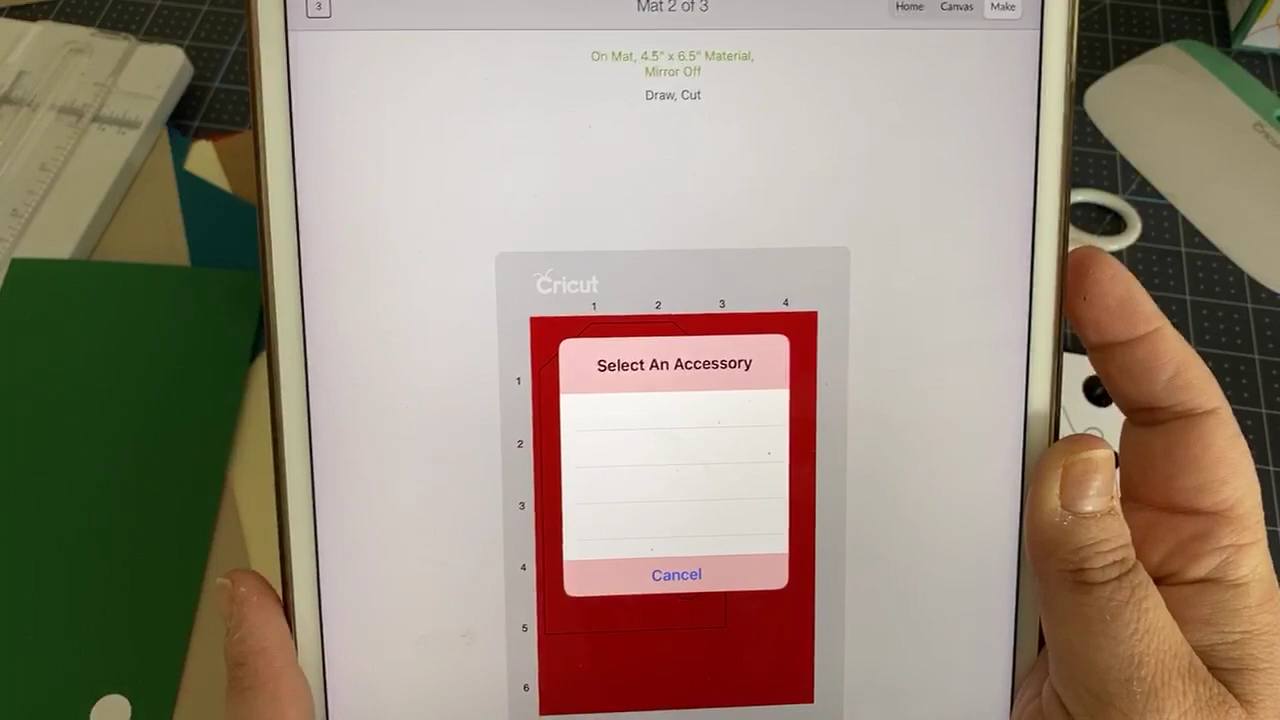 3
Mat 2 of 3
Home Canvas Make
On Mat, 4.5" x 6.5" Material,
Mirror Off
Draw, Cut
Cricut
1 2 3 4
1
2
3
4
5
6
Select An Accessory
Cancel